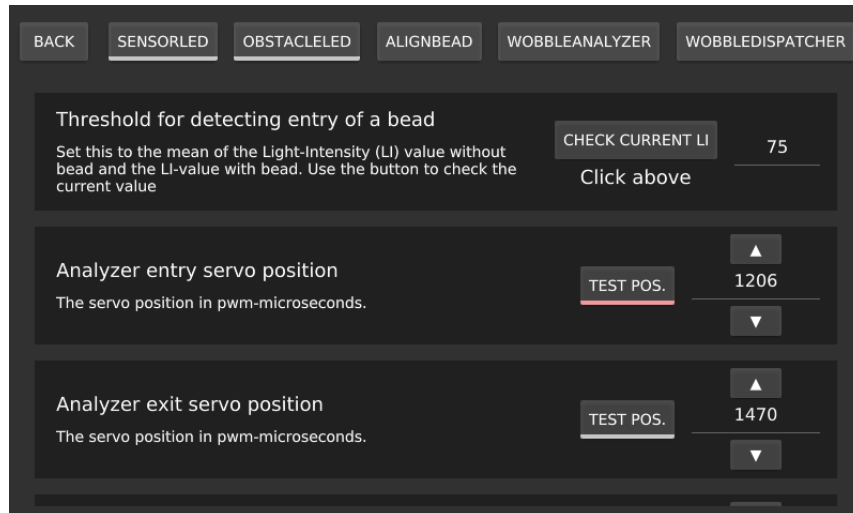 BACK SENSORLED OBSTACLELED ALIGNBEAD WOBBLEANALYZER WOBBLEDISPATCHER
Threshold for detecting entry of a bead
Set this to the mean of the Light-Intensity (LI) value without
bead and the LI-value with bead. Use the button to check the
current value
CHECK CURRENT LI
Click above
75
Analyzer entry servo position
The servo position in pwm-microseconds.
TEST POS.
▲
1206
▼
Analyzer exit servo position
The servo position in pwm-microseconds.
TEST POS.
▲
1470
▼